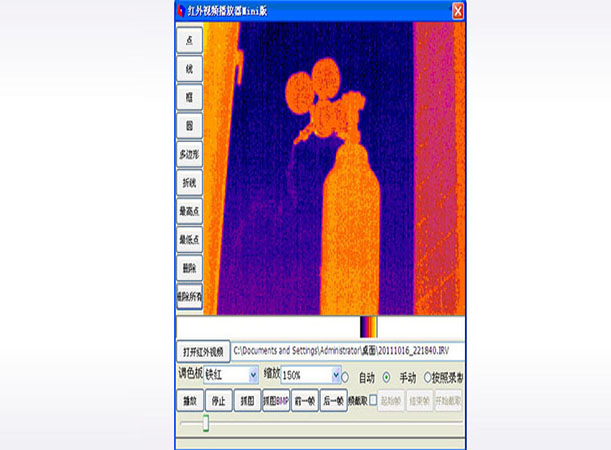 红外视频播放器Mini版
点
线
框
圆
多边形
折线
最高点
最低点
删除
删除所有
打开红外视频 C:\Documents and Settings\Administrator\桌面\20111016_221840.IRV
调色板 铁红 缩放 150% 自动 手动 按照录制
播放 停止 抓图 抓图BMP 前一帧 后一帧 频截取 起始帧 结束帧 开始截取